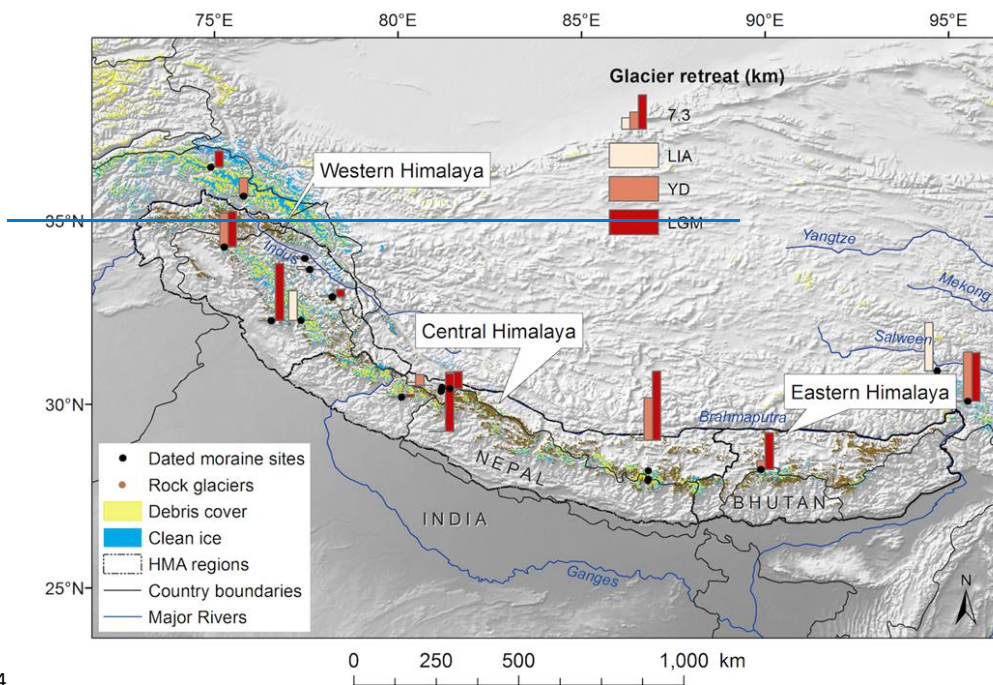 75°E 80°E 85°E 90°E 95°E
Glacier retreat (km)
7.3
LIA
YD
LGM
Western Himalaya
35°N
Indus
Yangtze
Mekong
Salween
Central Himalaya
Eastern Himalaya
30°N
Brahmaputra
Dated moraine sites
Rock glaciers
Debris cover
Clean ice
HMA regions
Country boundaries
Major Rivers
NEPAL
BHUTAN
INDIA
Ganges
25°N
N
0 250 500 1,000 km
4